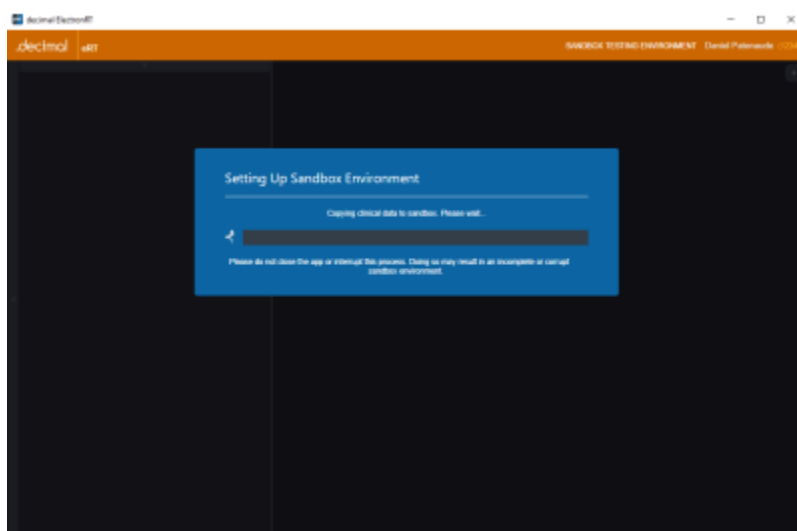 decimal ElectronRT
.decimal eRT
SANDBOX TESTING ENVIRONMENT Daniel Patenaude
Setting Up Sandbox Environment
Copying clinical data to sandbox. Please wait...
Please do not close the app or interrupt this process. Doing so may result in an incomplete or corrupt
sandbox environment.